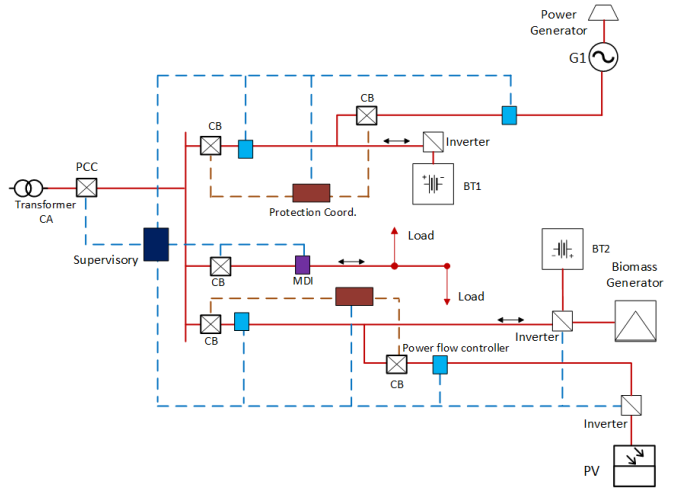 Power
Generator
G1
CB
CB
Inverter
PCC
BT1
Transformer
CA
Protection Coord.
Load
Supervisory
BT2
Biomass
Generator
CB
MDI
Load
CB
Inverter
Power flow controller
CB
Inverter
PV